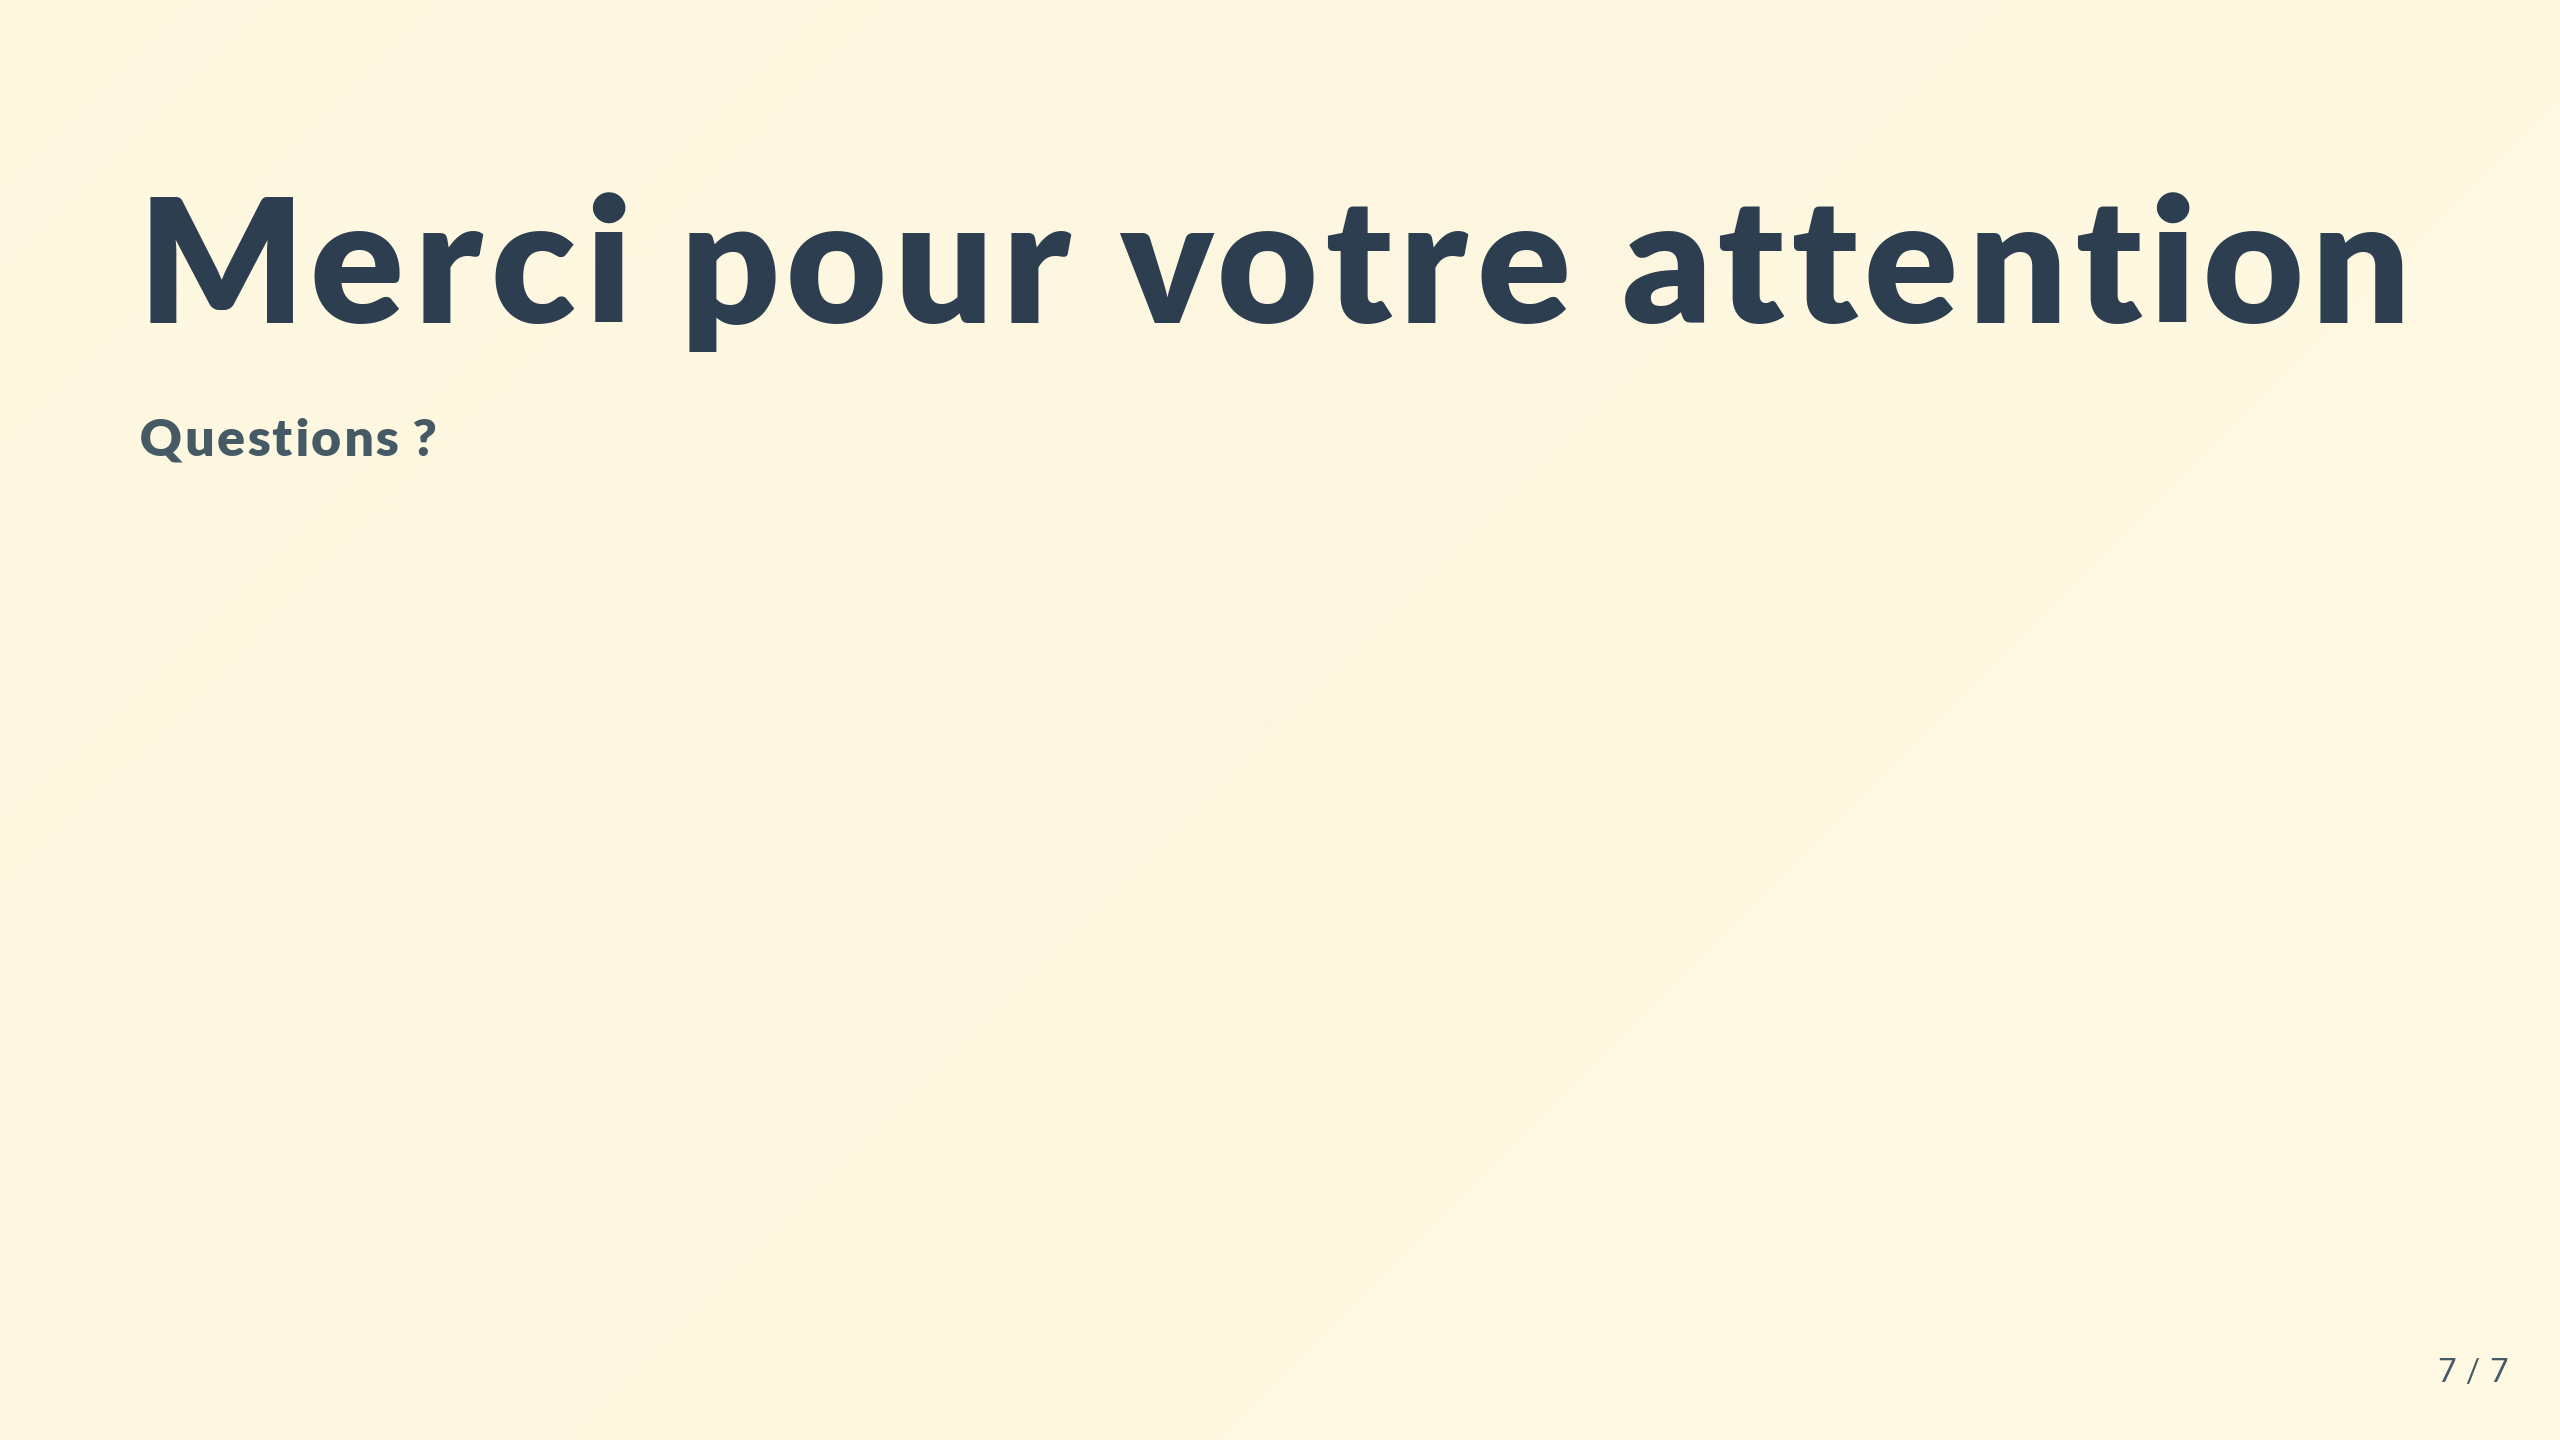 Merci pour votre attention
Questions ?
7 / 7